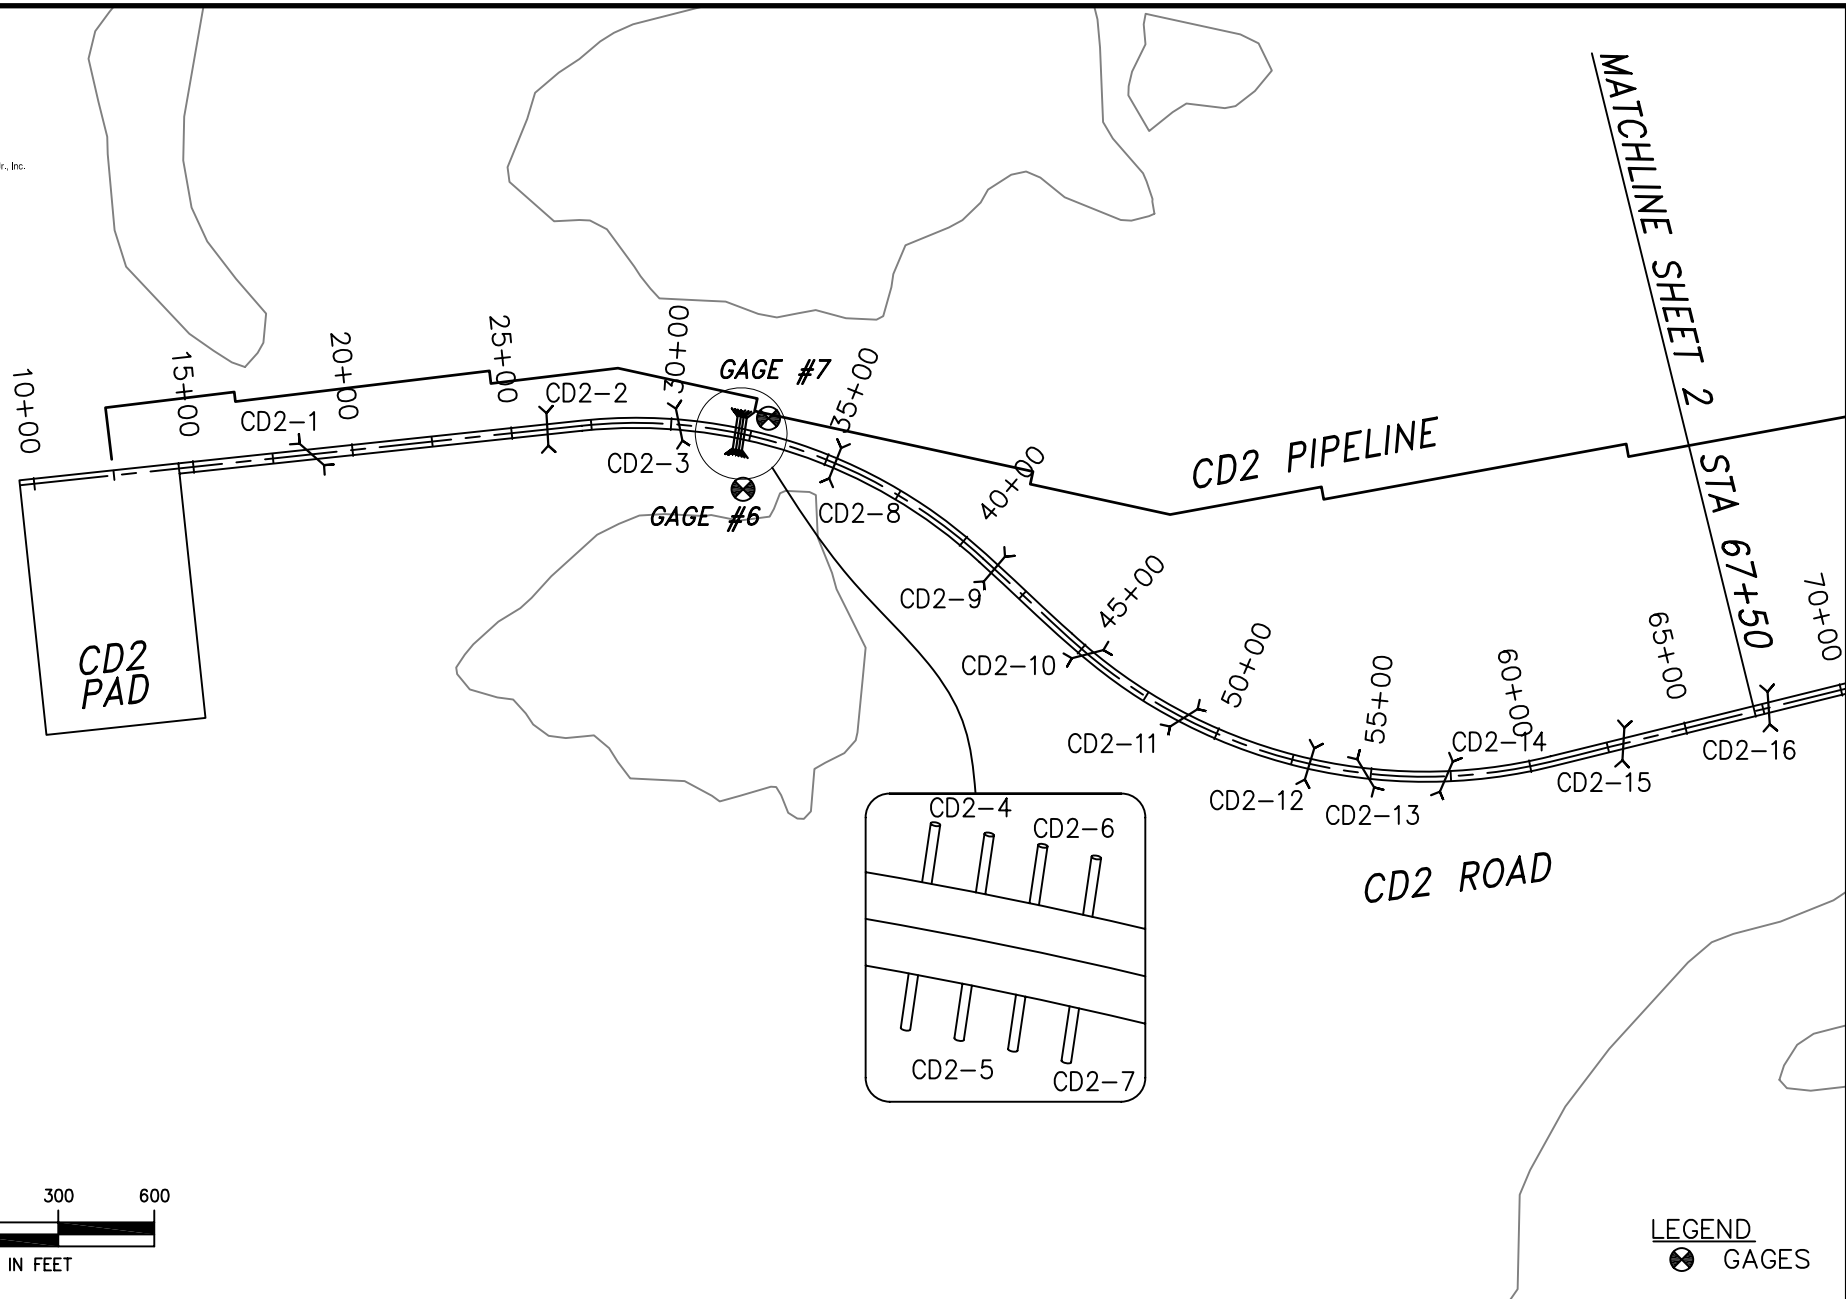 r., Inc.
MATCHLINE SHEET 2
STA 67+50
10+00
15+00
20+00
25+00
30+00
35+00
40+00
45+00
50+00
55+00
60+00
65+00
70+00
GAGE #7
GAGE #6
CD2-1
CD2-2
CD2-3
CD2-8
CD2-9
CD2-10
CD2-11
CD2-12
CD2-13
CD2-14
CD2-15
CD2-16
CD2 PIPELINE
CD2
PAD
CD2 ROAD
CD2-4
CD2-6
CD2-5
CD2-7
300
600
IN FEET
LEGEND
GAGES